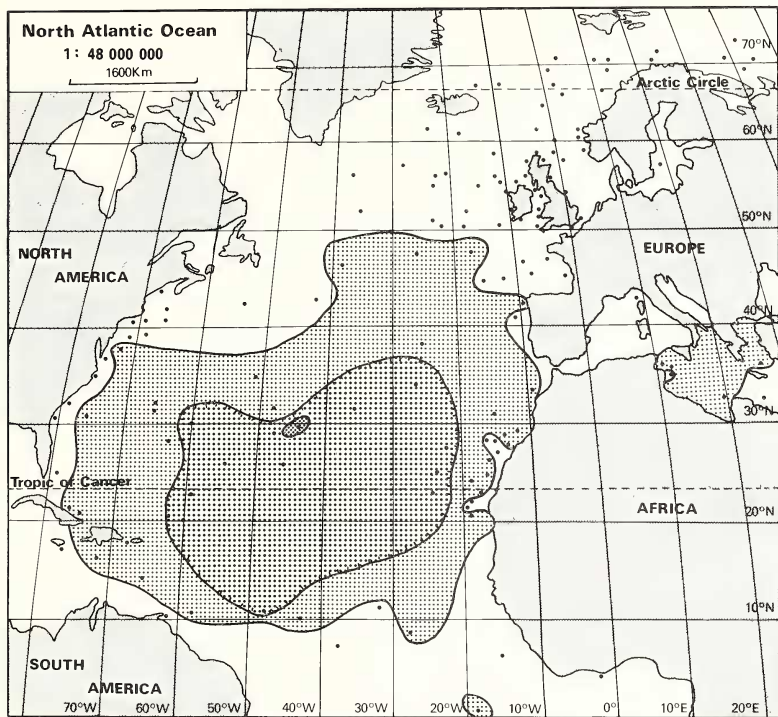 North Atlantic Ocean
1: 48 000 000
1600Km
70°N
Arctic Circle
60°N
50°N
NORTH
AMERICA
EUROPE
40°N
30°N
Tropic of Cancer
AFRICA
20°N
10°N
SOUTH
AMERICA
70°W
60°W
50°W
40°W
30°W
20°W
10°W
0°
10°E
20°E